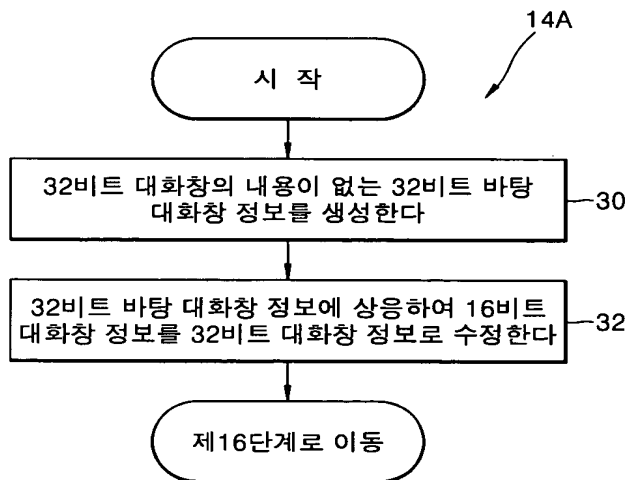 14A
시 작
32비트 대화창의 내용이 없는 32비트 바탕
대화창 정보를 생성한다
30
32비트 바탕 대화창 정보에 상응하여 16비트
대화창 정보를 32비트 대화창 정보로 수정한다
32
제16단계로 이동